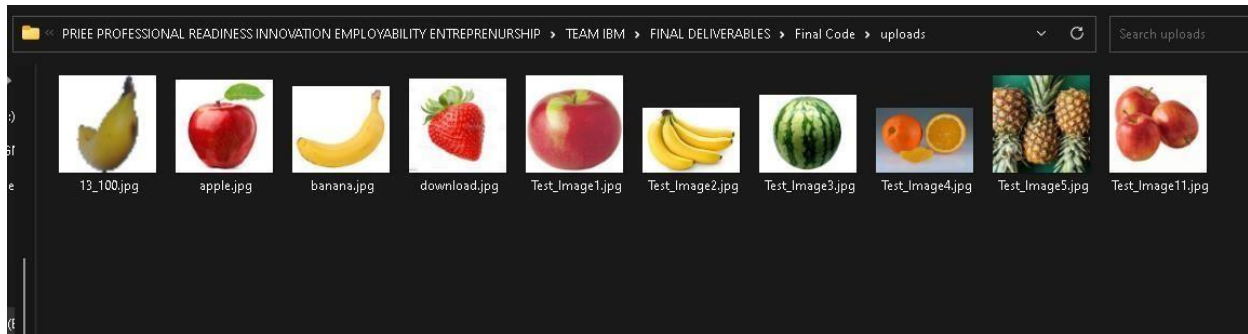 « PRIEE PROFESSIONAL READINESS INNOVATION EMPLOYABILITY ENTREPRENURSHIP > TEAM IBM > FINAL DELIVERABLES > Final Code > uploads
Search uploads
13_100.jpg apple.jpg banana.jpg download.jpg Test_Image1.jpg Test_Image2.jpg Test_Image3.jpg Test_Image4.jpg Test_Image5.jpg Test_Image11.jpg